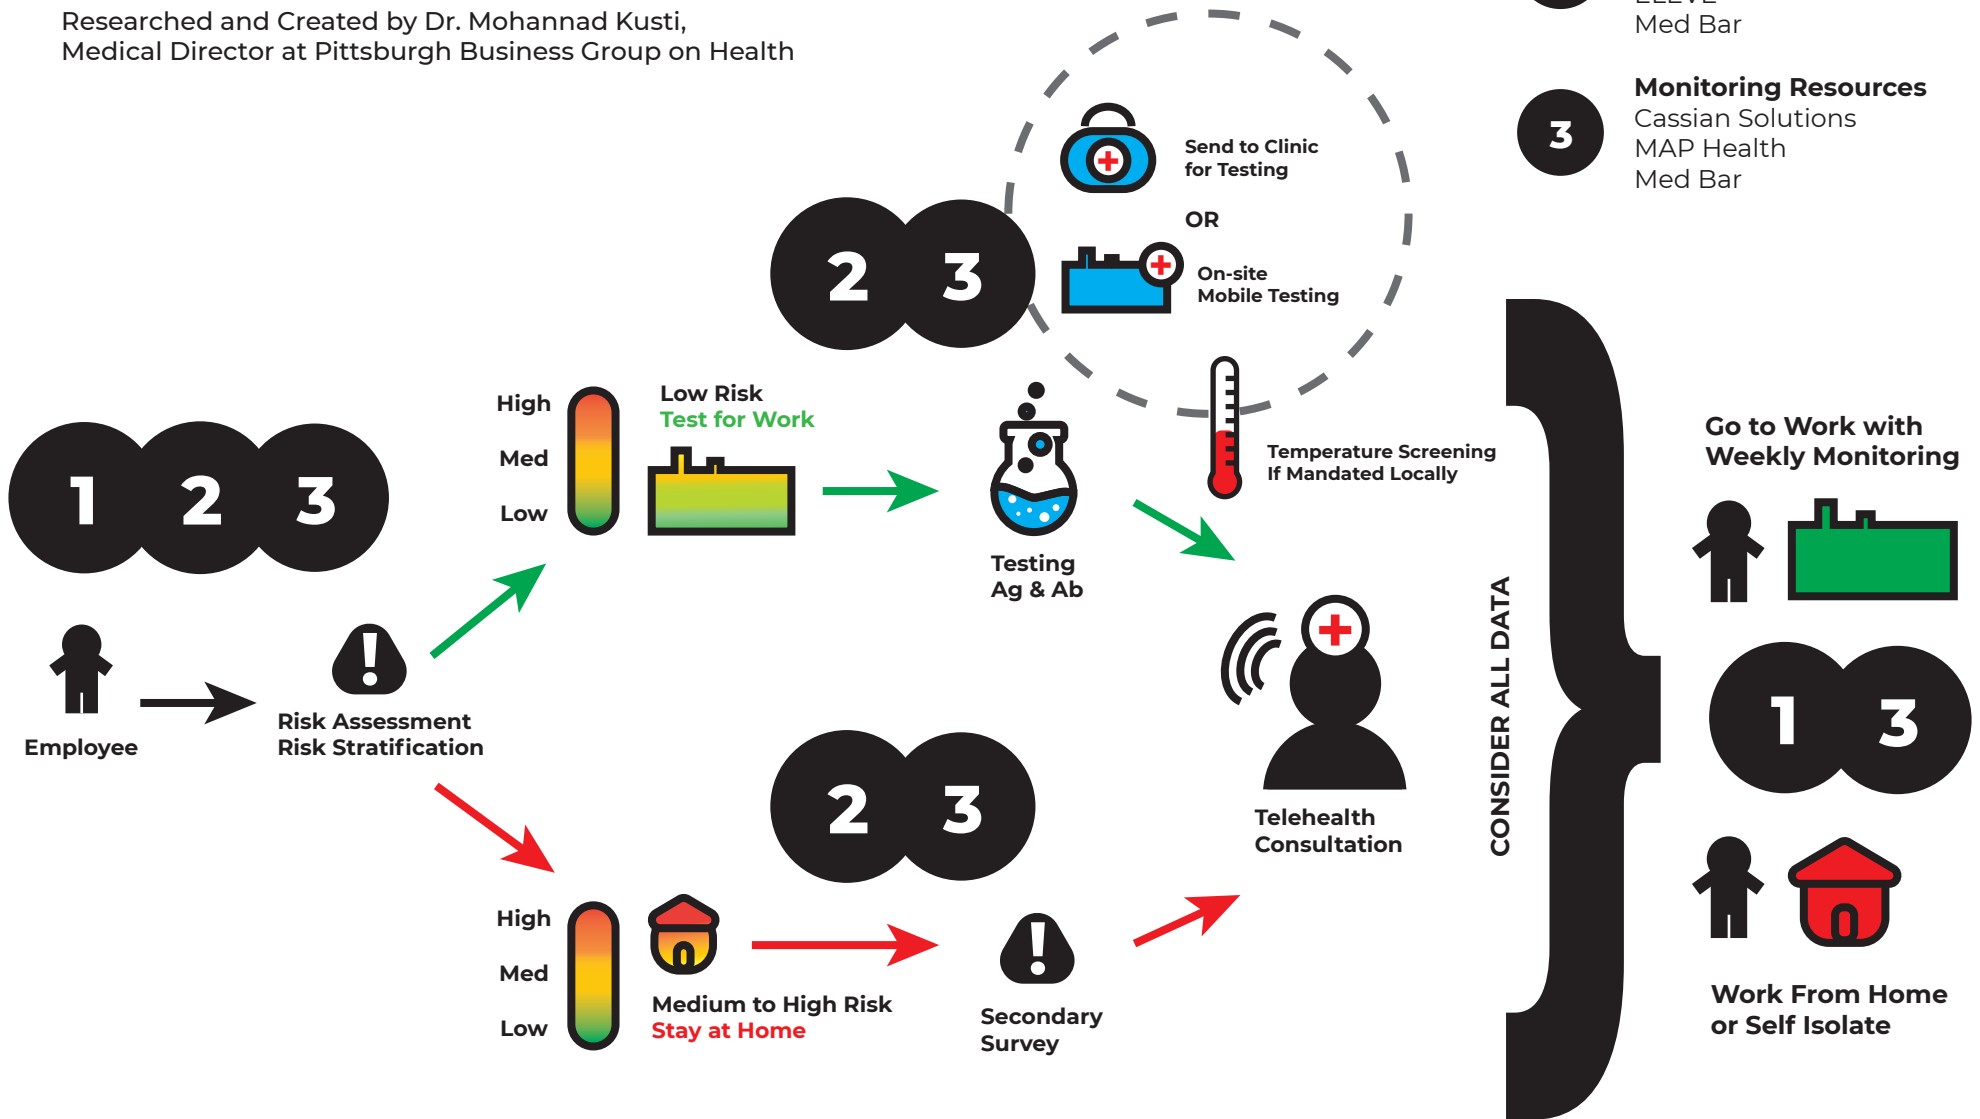 Researched and Created by Dr. Mohannad Kusti,
Medical Director at Pittsburgh Business Group on Health
Med Bar
3
Monitoring Resources
Cassian Solutions
MAP Health
Med Bar
Send to Clinic
for Testing
OR
On-site
Mobile Testing
2 3
High
Med
Low
Low Risk
Test for Work
Temperature Screening
If Mandated Locally
Testing
Ag & Ab
1 2 3
Employee
Risk Assessment
Risk Stratification
2 3
High
Med
Low
Medium to High Risk
Stay at Home
Secondary
Survey
Telehealth
Consultation
CONSIDER ALL DATA
Go to Work with
Weekly Monitoring
1 3
Work From Home
or Self Isolate